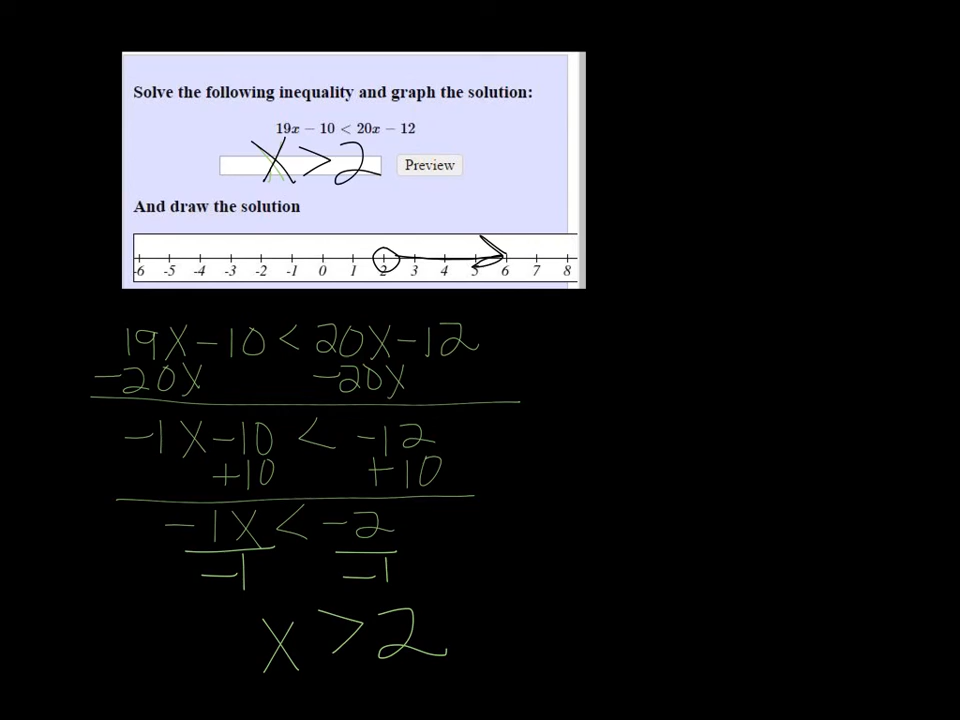 Solve the following inequality and graph the solution:
19x − 10 < 20x − 12
x > 2
Preview
And draw the solution
-6 -5 -4 -3 -2 -1 0 1 2 3 4 5 6 7 8
19x − 10 < 20x − 12
−20x −20x
−1x − 10 < −12
+10 +10
−1x < −2
−1 −1
x > 2